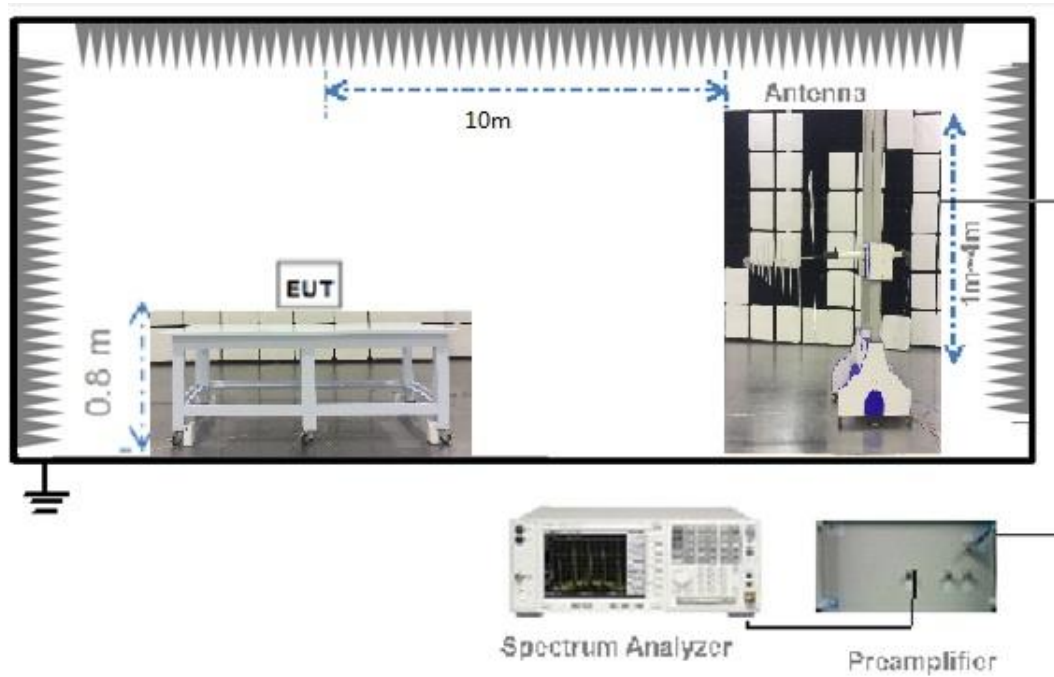 Antenna
10m
1m~4m
EUT
0.8 m
Spectrum Analyzer
Preamplifier